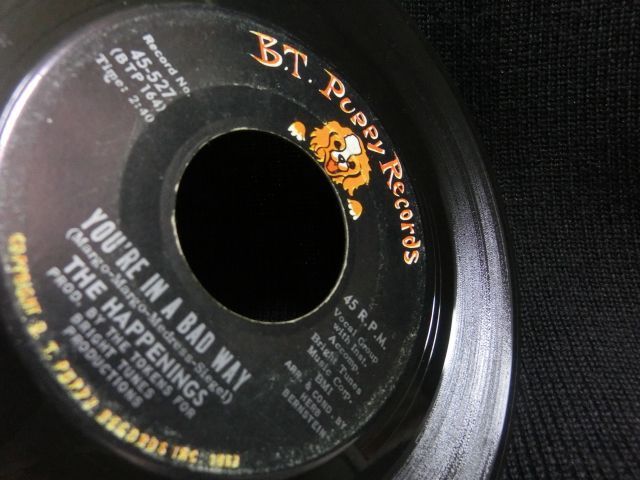 B.T. Puppy Records
Record No.
45-527
(BTP 164)
Time: 2:40
45 R.P.M.
Vocal Group
with Inst.
Accomp.
Bright Tunes
Music Corp.
BMI
ARR. & COND. BY
HERB
BERNSTEIN
YOU'RE IN A BAD WAY
(Margo-Margo-Medress-Siegel)
THE HAPPENINGS
PROD. BY THE TOKENS FOR
BRIGHT TUNES
PRODUCTIONS
COPYRIGHT B. T. PUPPY RECORDS INC.